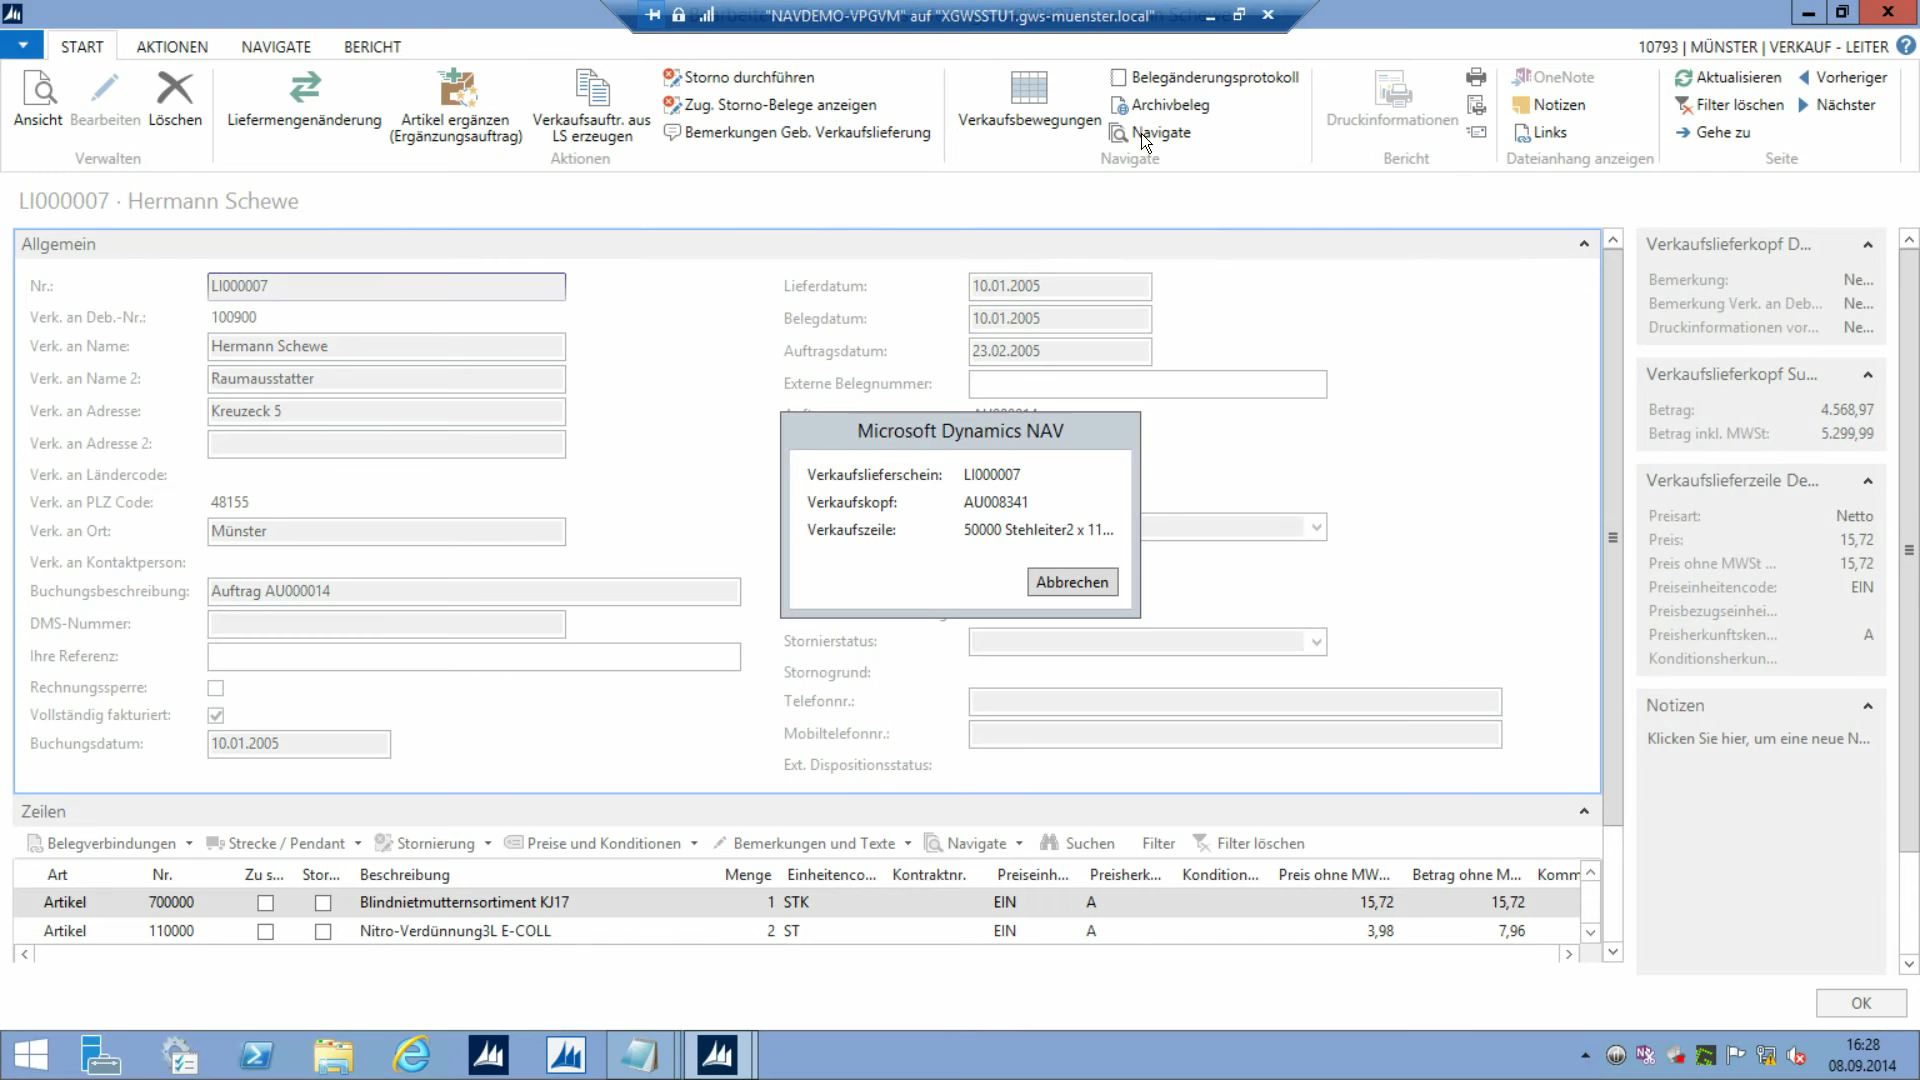 "NAVDEMO-VPGVM" auf "XGWSSTU1.gws-muenster.local"
START AKTIONEN NAVIGATE BERICHT
10793 | MÜNSTER | VERKAUF - LEITER
Ansicht Bearbeiten Löschen
Verwalten
Liefermengenänderung
Artikel ergänzen
(Ergänzungsauftrag)
Verkaufsauftr. aus
LS erzeugen
Storno durchführen
Zug. Storno-Belege anzeigen
Bemerkungen Geb. Verkaufslieferung
Aktionen
Verkaufsbewegungen
Belegänderungsprotokoll
Archivbeleg
Navigate
Navigate
Druckinformationen
Bericht
OneNote
Notizen
Links
Dateianhang anzeigen
Aktualisieren
Filter löschen
Gehe zu
Vorheriger
Nächster
Seite
LI000007 · Hermann Schewe
Allgemein
Nr.: LI000007
Verk. an Deb.-Nr.: 100900
Verk. an Name: Hermann Schewe
Verk. an Name 2: Raumausstatter
Verk. an Adresse: Kreuzeck 5
Verk. an Adresse 2:
Verk. an Ländercode:
Verk. an PLZ Code: 48155
Verk. an Ort: Münster
Verk. an Kontaktperson:
Buchungsbeschreibung: Auftrag AU000014
DMS-Nummer:
Ihre Referenz:
Rechnungssperre:
Vollständig fakturiert:
Buchungsdatum: 10.01.2005
Lieferdatum: 10.01.2005
Belegdatum: 10.01.2005
Auftragsdatum: 23.02.2005
Externe Belegnummer:
Stornierstatus:
Stornogrund:
Telefonnr.:
Mobiltelefonnr.:
Ext. Dispositionsstatus:
Microsoft Dynamics NAV
Verkaufslieferschein: LI000007
Verkaufskopf: AU008341
Verkaufszeile: 50000 Stehleiter2 x 11...
Abbrechen
Verkaufslieferkopf D...
Bemerkung: Ne...
Bemerkung Verk. an Deb... Ne...
Druckinformationen vor... Ne...
Verkaufslieferkopf Su...
Betrag: 4.568,97
Betrag inkl. MWSt: 5.299,99
Verkaufslieferzeile De...
Preisart: Netto
Preis: 15,72
Preis ohne MWSt ... 15,72
Preiseinheitencode: EIN
Preisbezugseinhei...
Preisherkunftsken... A
Konditionsherkun...
Notizen
Klicken Sie hier, um eine neue N...
Zeilen
Belegverbindungen Strecke / Pendant Stornierung Preise und Konditionen Bemerkungen und Texte Navigate Suchen Filter Filter löschen
Art Nr. Zu s... Stor... Beschreibung Menge Einheitenco... Kontraktnr. Preiseinh... Preisherk... Kondition... Preis ohne MW... Betrag ohne M... Komm
Artikel 700000 Blindnietmutternsortiment KJ17 1 STK EIN A 15,72 15,72
Artikel 110000 Nitro-Verdünnung3L E-COLL 2 ST EIN A 3,98 7,96
OK
16:28
08.09.2014